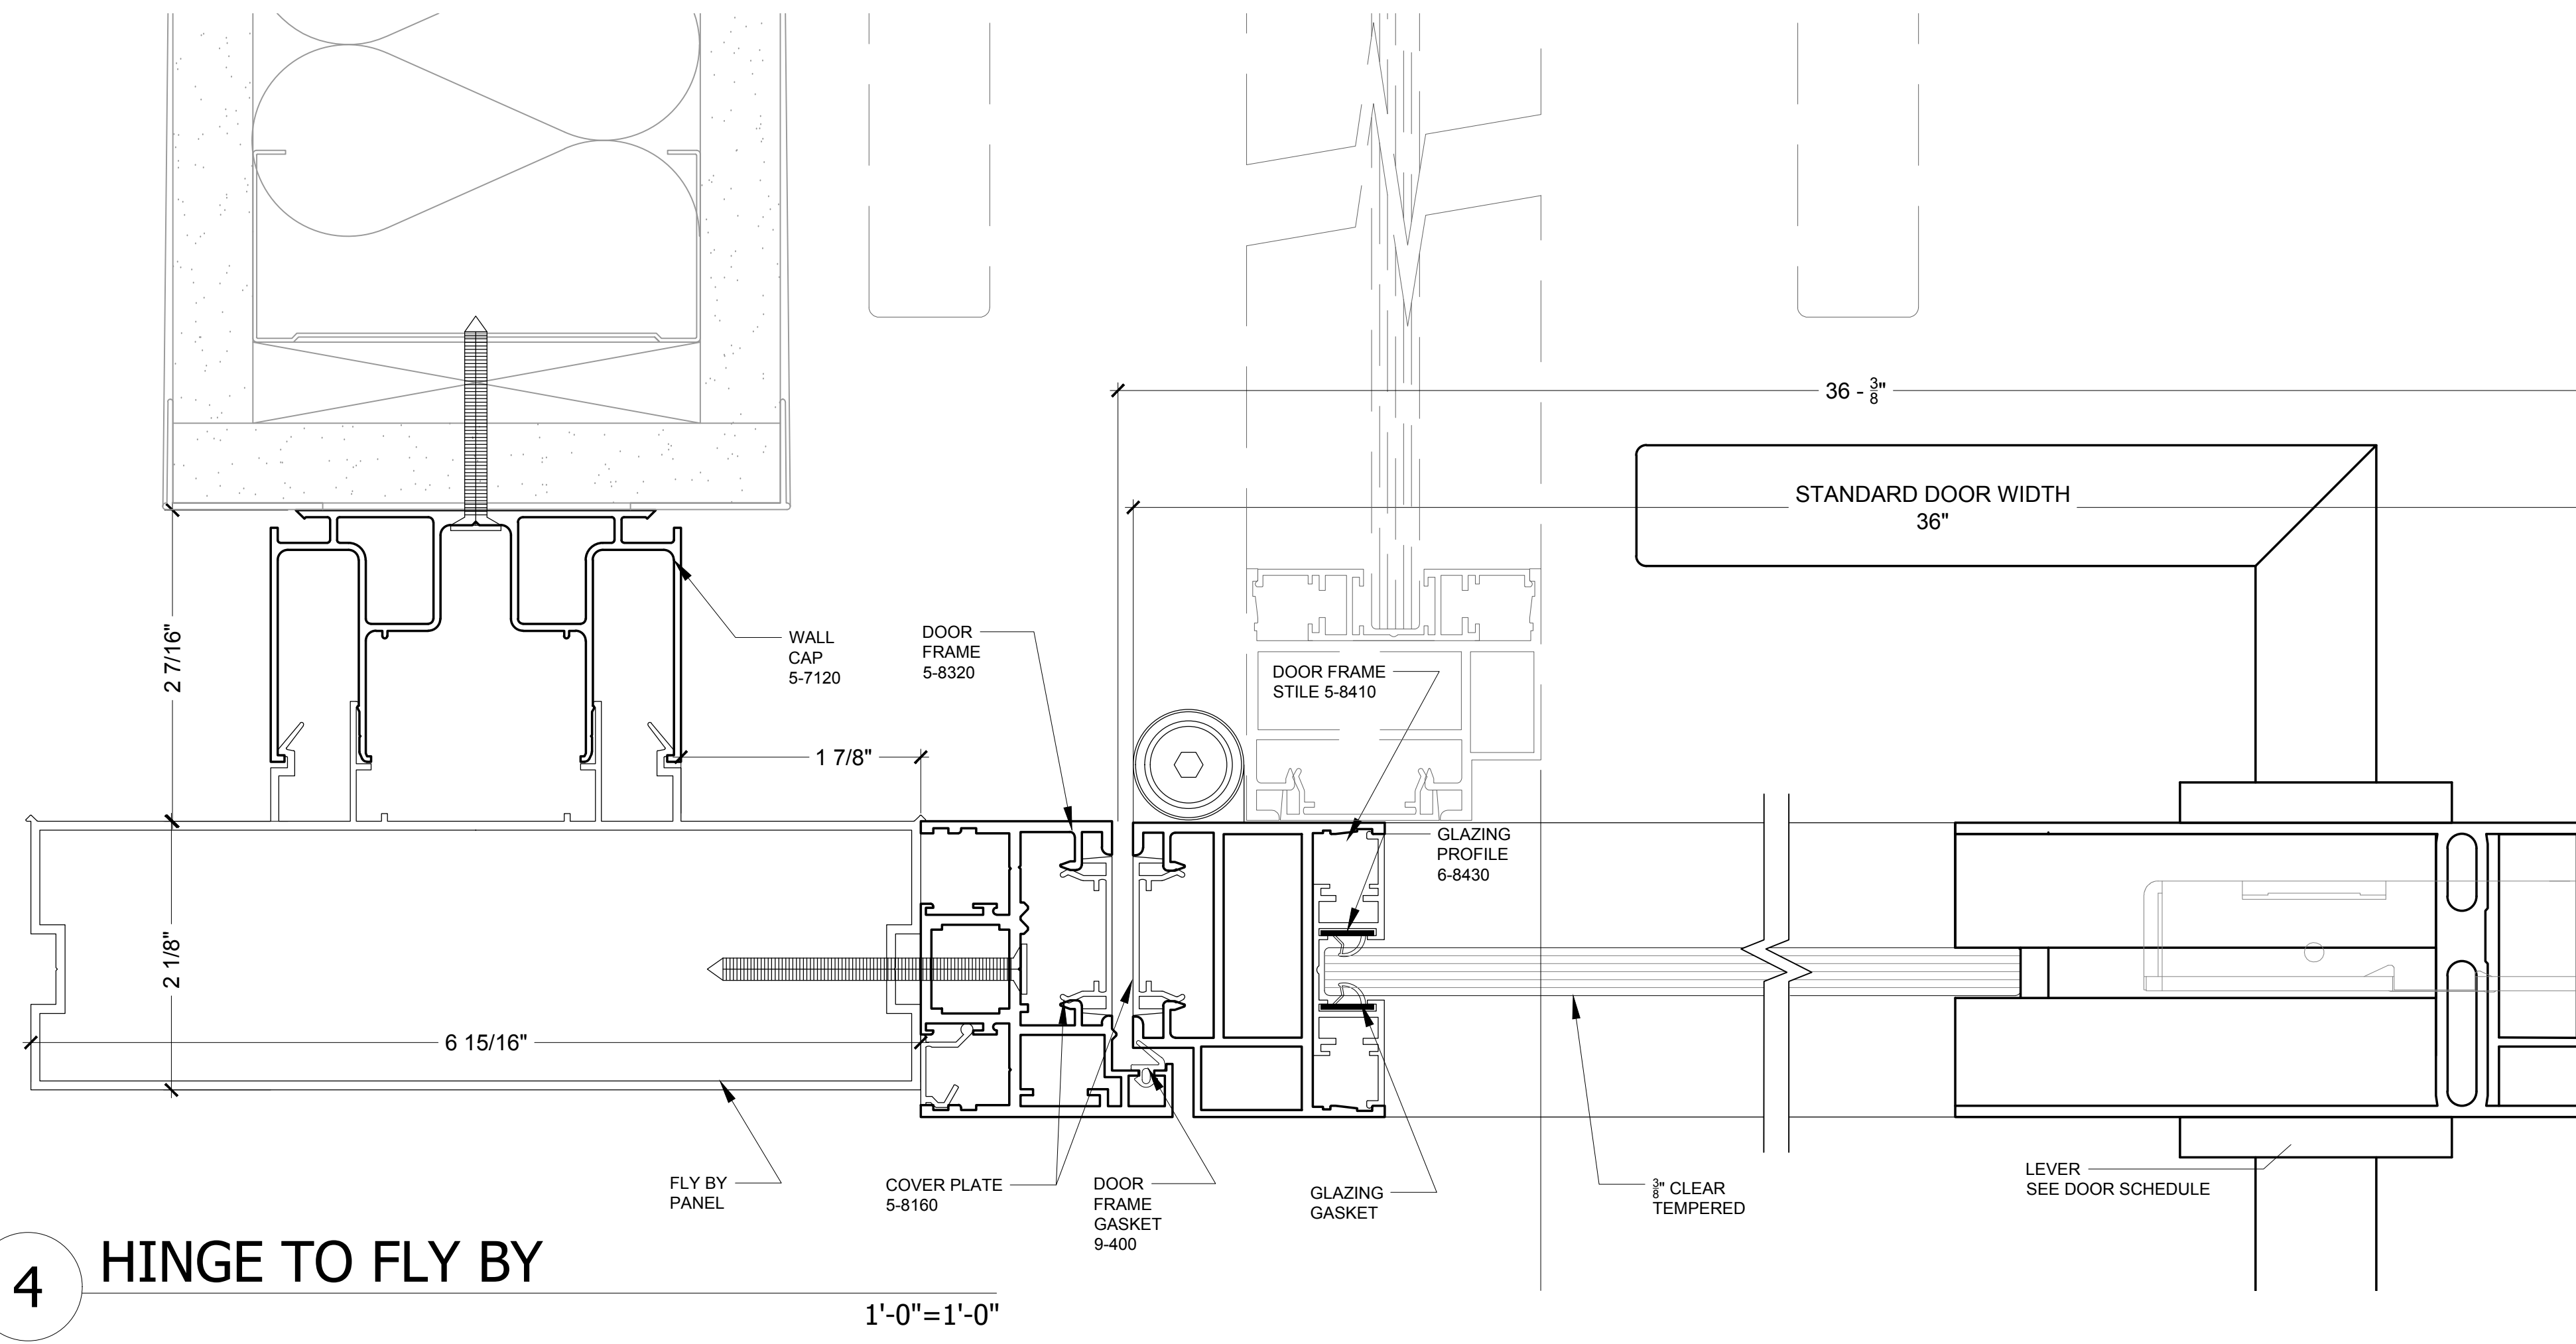 36 - 3/8"
STANDARD DOOR WIDTH
36"
2 7/16"
WALL
CAP
5-7120
DOOR
FRAME
5-8320
DOOR FRAME
STILE 5-8410
1 7/8"
GLAZING
PROFILE
6-8430
2 1/8"
6 15/16"
FLY BY
PANEL
COVER PLATE
5-8160
DOOR
FRAME
GASKET
9-400
GLAZING
GASKET
3/8" CLEAR
TEMPERED
LEVER
SEE DOOR SCHEDULE
4
HINGE TO FLY BY
1'-0"=1'-0"